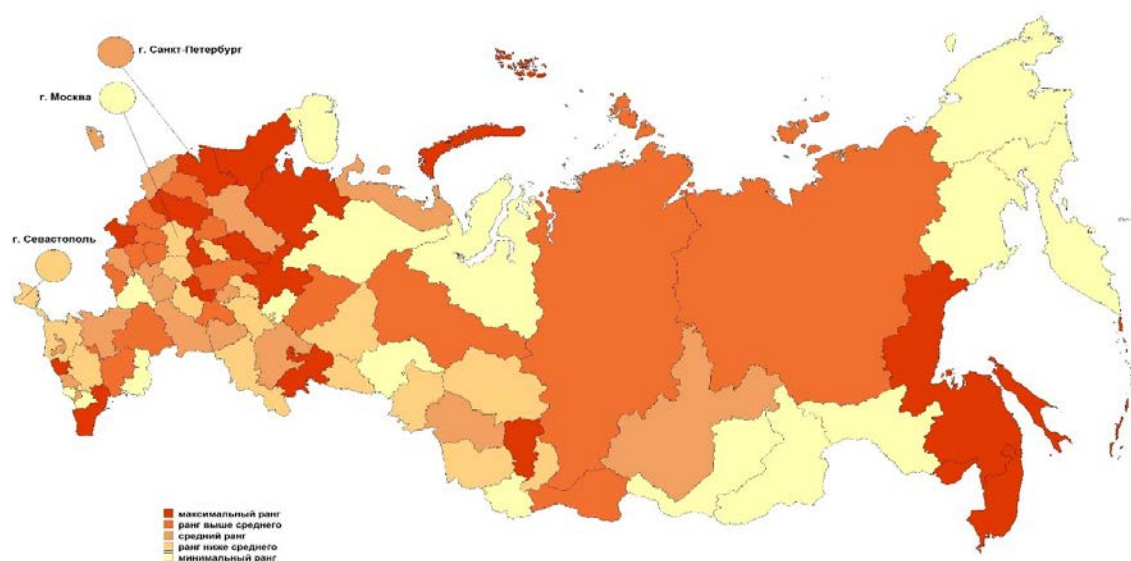 г. Санкт-Петербург
г. Москва
г. Севастополь
максимальный ранг
ранг выше среднего
средний ранг
ранг ниже среднего
минимальный ранг